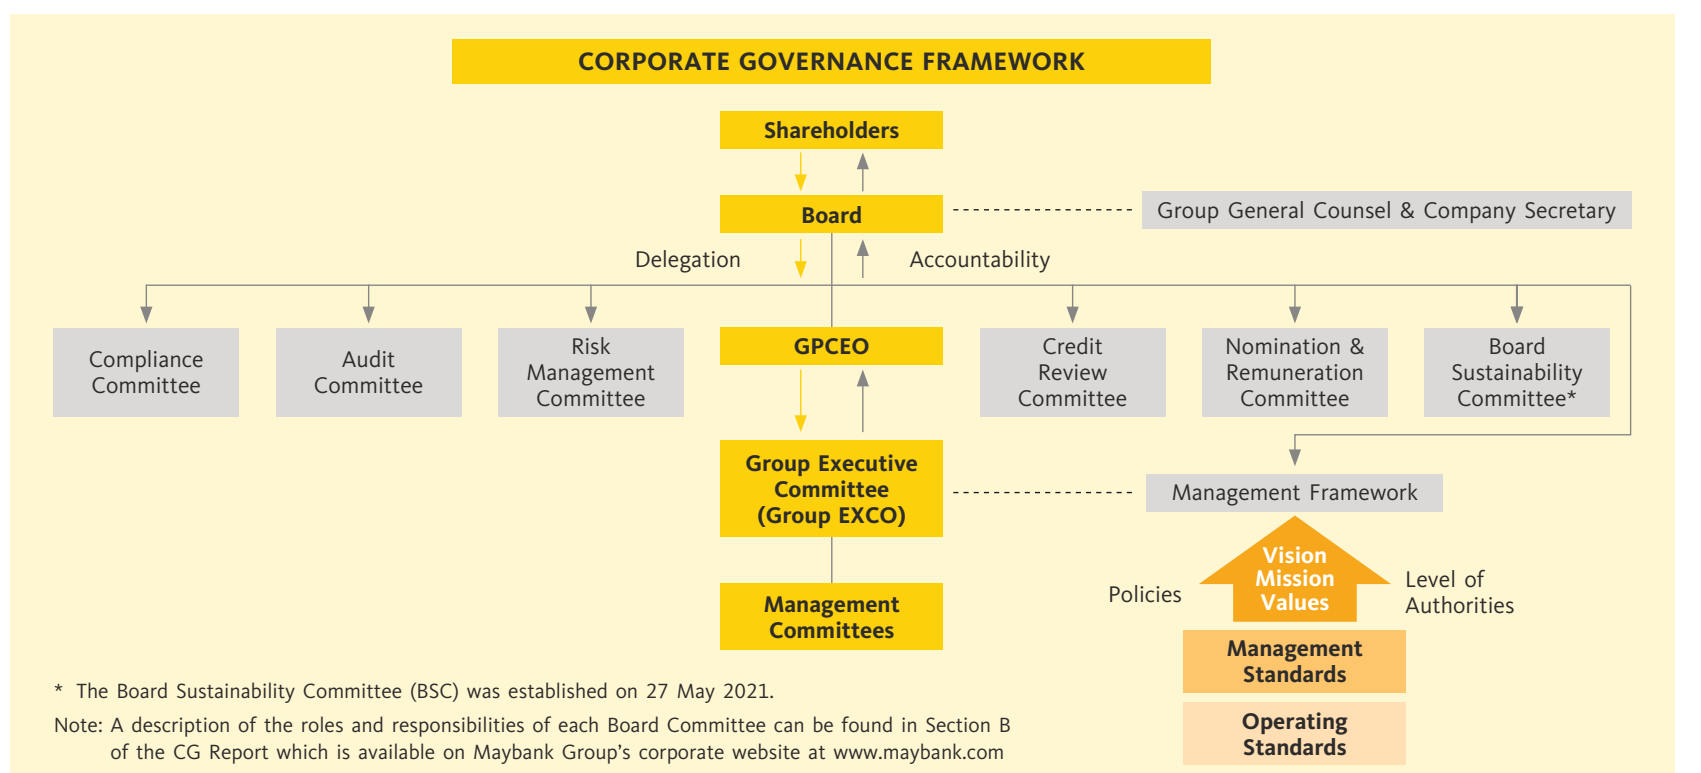 CORPORATE GOVERNANCE FRAMEWORK
Shareholders
Board
Group General Counsel & Company Secretary
Delegation
Accountability
Compliance
Committee
Audit
Committee
Risk
Management
Committee
GPCEO
Credit
Review
Committee
Nomination &
Remuneration
Committee
Board
Sustainability
Committee*
Group Executive
Committee
(Group EXCO)
Management Framework
Vision
Mission
Values
Policies
Level of
Authorities
Management
Committees
Management
Standards
Operating
Standards
* The Board Sustainability Committee (BSC) was established on 27 May 2021.
Note: A description of the roles and responsibilities of each Board Committee can be found in Section B
of the CG Report which is available on Maybank Group's corporate website at www.maybank.com